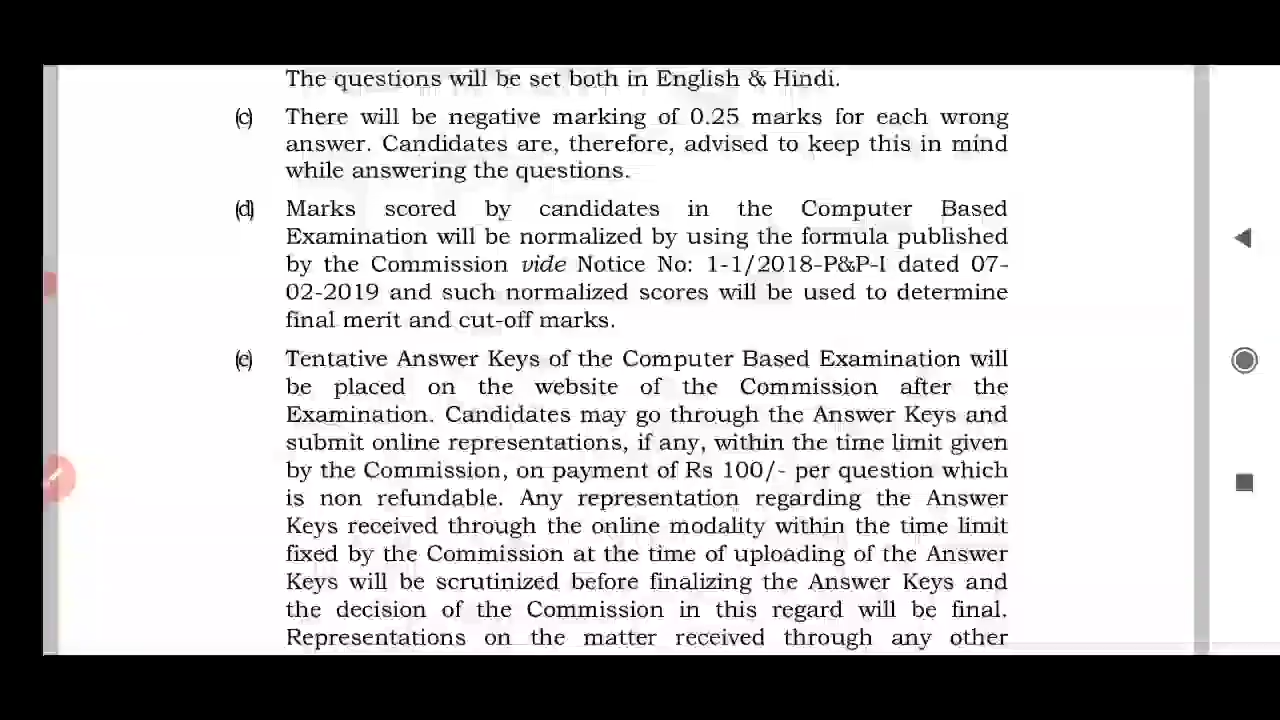 The questions will be set both in English & Hindi.
(c) There will be negative marking of 0.25 marks for each wrong
answer. Candidates are, therefore, advised to keep this in mind
while answering the questions.
(d) Marks scored by candidates in the Computer Based
Examination will be normalized by using the formula published
by the Commission vide Notice No: 1-1/2018-P&P-I dated 07-
02-2019 and such normalized scores will be used to determine
final merit and cut-off marks.
(e) Tentative Answer Keys of the Computer Based Examination will
be placed on the website of the Commission after the
Examination. Candidates may go through the Answer Keys and
submit online representations, if any, within the time limit given
by the Commission, on payment of Rs 100/- per question which
is non refundable. Any representation regarding the Answer
Keys received through the online modality within the time limit
fixed by the Commission at the time of uploading of the Answer
Keys will be scrutinized before finalizing the Answer Keys and
the decision of the Commission in this regard will be final.
Representations on the matter received through any other